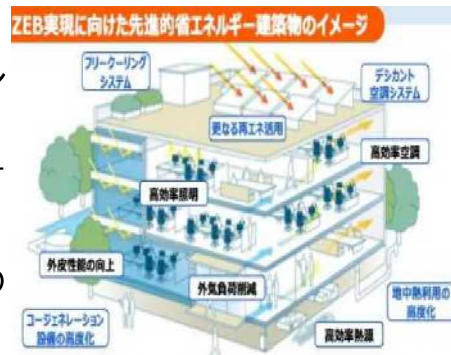 ZEB実現に向けた先進的省エネルギー建築物のイメージ
フリークーリング
システム
デシカント
空調システム
更なる再エネ活用
高効率空調
高効率照明
外皮性能の向上
外気負荷削減
地中熱利用の
高度化
コージェネレーション
設備の高度化
高効率熱源
の